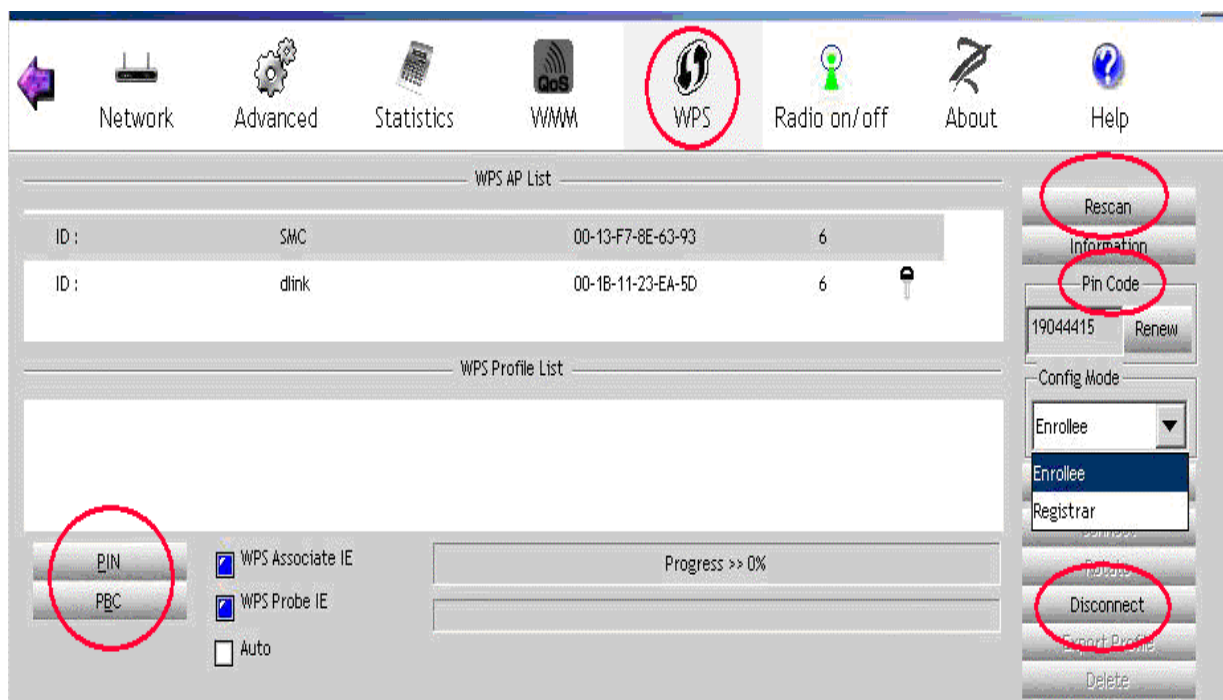 Network Advanced Statistics WMM WPS Radio on/off About Help
QoS
WPS AP List
ID : SMC 00-13-F7-8E-63-93 6
ID : dlink 00-1B-11-23-EA-5D 6
WPS Profile List
PIN
PBC
WPS Associate IE
WPS Probe IE
Auto
Progress >> 0%
Rescan
Information
Pin Code
19044415 Renew
Config Mode
Enrollee
Enrollee
Registrar
Connect
Rotate
Disconnect
Export Profile
Delete